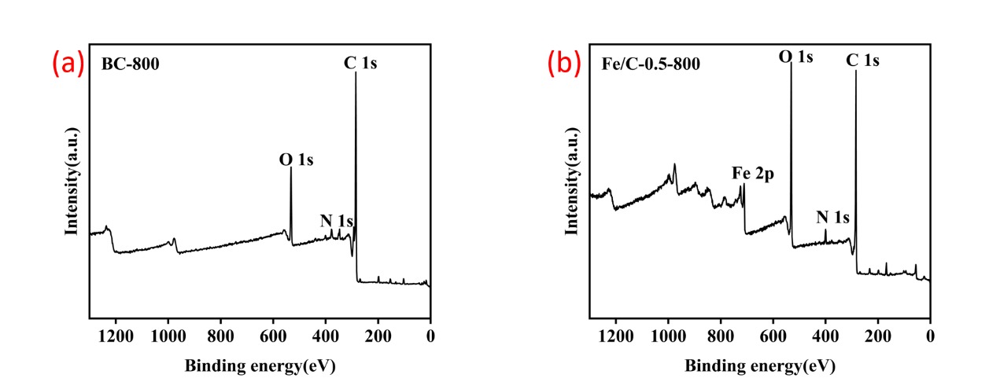 (a)
BC-800
C 1s
O 1s
N 1s
Intensity(a.u.)
1200 1000 800 600 400 200 0
Binding energy(eV)
(b)
Fe/C-0.5-800
O 1s
C 1s
Fe 2p
N 1s
Intensity(a.u.)
1200 1000 800 600 400 200 0
Binding energy(eV)